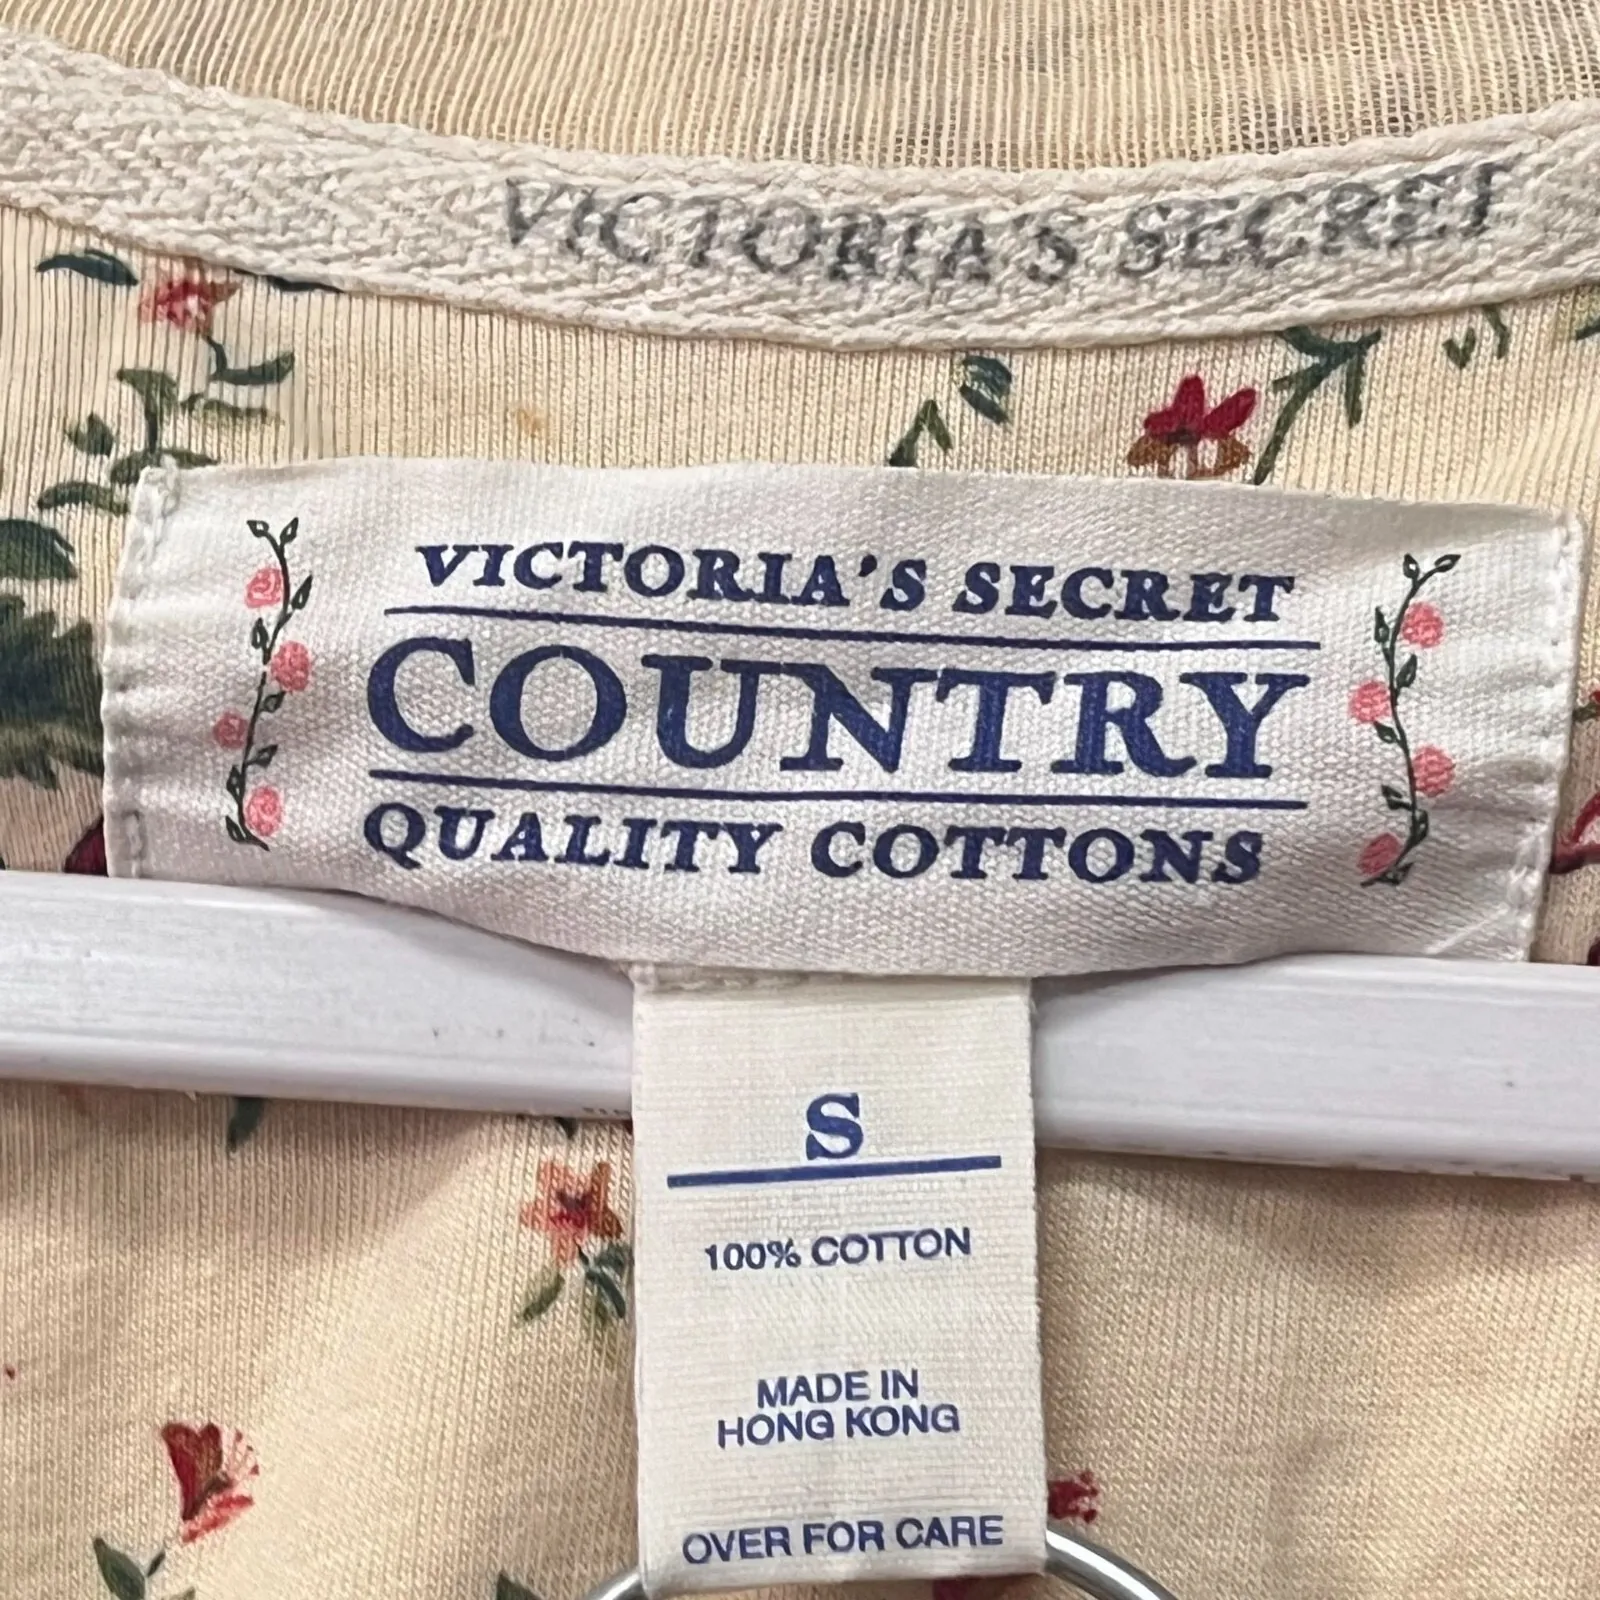 VICTORIA'S SECRET
VICTORIA'S SECRET
COUNTRY
QUALITY COTTONS
S
100% COTTON
MADE IN
HONG KONG
OVER FOR CARE